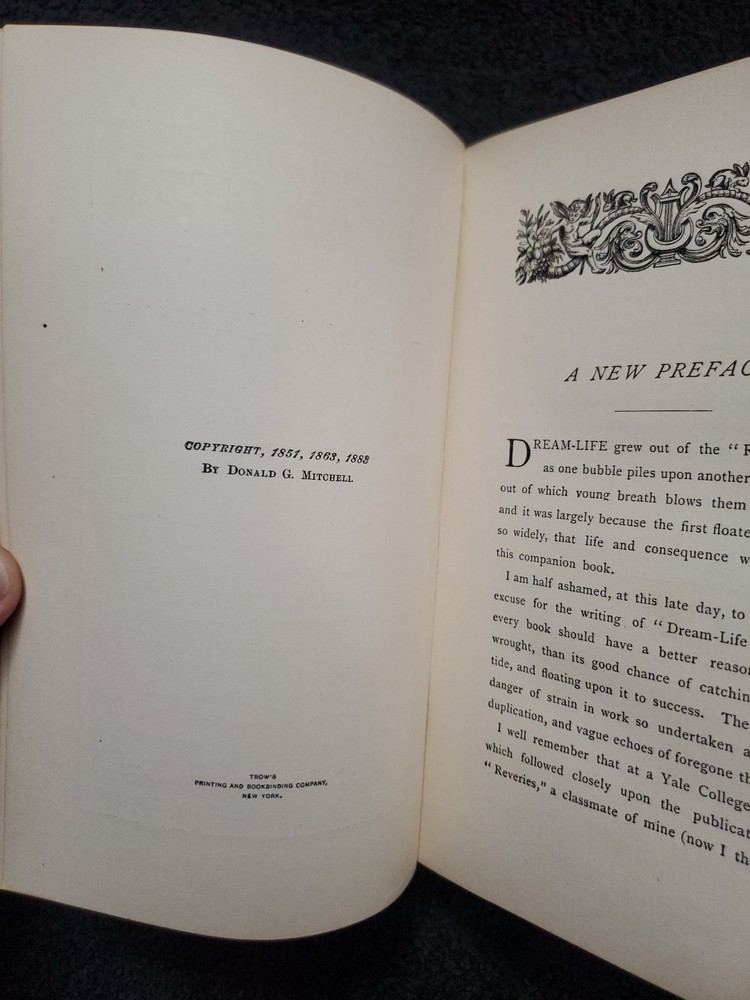 COPYRIGHT, 1851, 1863, 1883
BY DONALD G. MITCHELL
TROW'S
PRINTING AND BOOKBINDING COMPANY,
NEW YORK.
A NEW PREFAC
DREAM-LIFE grew out of the "R
as one bubble piles upon another
out of which young breath blows them
and it was largely because the first floate
so widely, that life and consequence w
this companion book.
I am half ashamed, at this late day, to
excuse for the writing of "Dream-Life
every book should have a better reaso
wrought, than its good chance of catchin
tide, and floating upon it to success. The
danger of strain in work so undertaken a
duplication, and vague echoes of foregone th
I well remember that at a Yale College
which followed closely upon the publicat
"Reveries," a classmate of mine (now I th